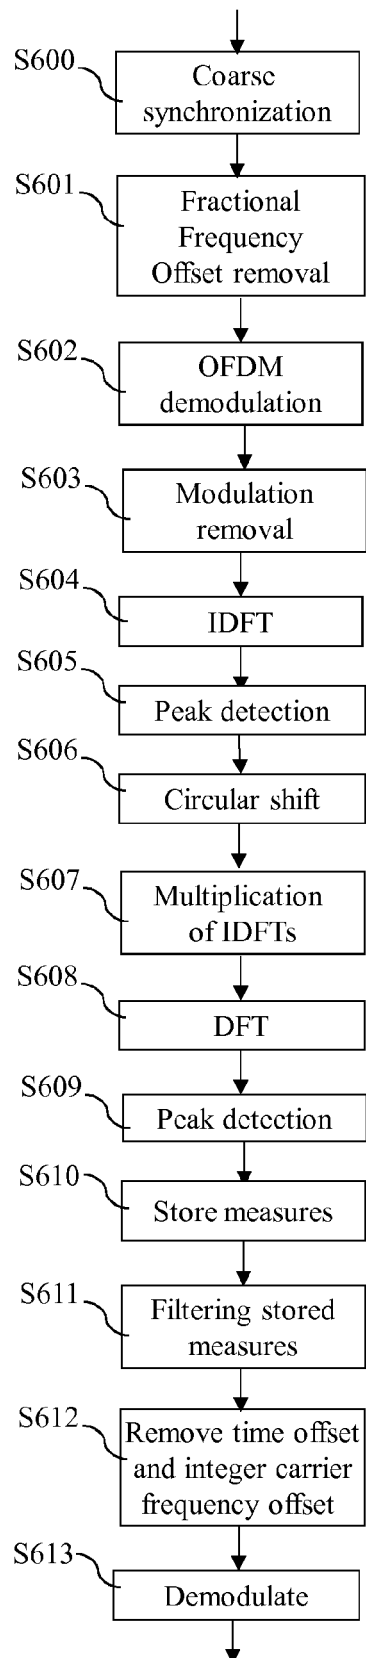 S600
Coarse
synchronization
S601
Fractional
Frequency
Offset removal
S602
OFDM
demodulation
S603
Modulation
removal
S604
IDFT
S605
Peak detection
S606
Circular shift
S607
Multiplication
of IDFTs
S608
DFT
S609
Peak detection
S610
Store measures
S611
Filtering stored
measures
S612
Remove time offset
and integer carrier
frequency offset
S613
Demodulate